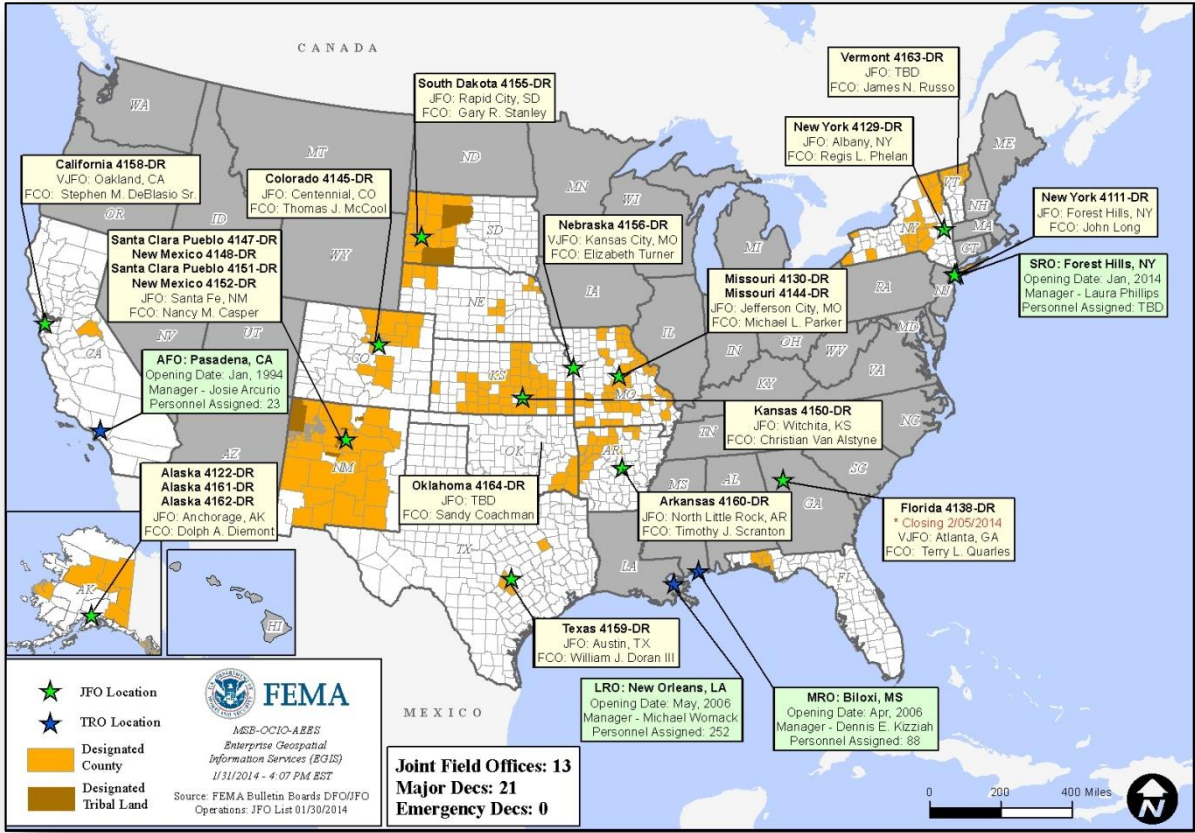 CANADA
Vermont 4163-DR
JFO: TBD
FCO: James N. Russo
South Dakota 4155-DR
JFO: Rapid City, SD
FCO: Gary R. Stanley
New York 4129-DR
JFO: Albany, NY
FCO: Regis L. Phelan
California 4158-DR
VJFO: Oakland, CA
FCO: Stephen M. DeBlasio Sr.
Colorado 4145-DR
JFO: Centennial, CO
FCO: Thomas J. McCool
New York 4111-DR
JFO: Forest Hills, NY
FCO: John Long
Nebraska 4156-DR
VJFO: Kansas City, MO
FCO: Elizabeth Turner
Santa Clara Pueblo 4147-DR
New Mexico 4148-DR
Santa Clara Pueblo 4151-DR
New Mexico 4152-DR
JFO: Santa Fe, NM
FCO: Nancy M. Casper
SRO: Forest Hills, NY
Opening Date: Jan, 2014
Manager - Laura Phillips
Personnel Assigned: TBD
Missouri 4130-DR
Missouri 4144-DR
JFO: Jefferson City, MO
FCO: Michael L. Parker
AFO: Pasadena, CA
Opening Date: Jan, 1994
Manager - Josie Arcurio
Personnel Assigned: 23
Kansas 4150-DR
JFO: Witchita, KS
FCO: Christian Van Alstyne
Alaska 4122-DR
Alaska 4161-DR
Alaska 4162-DR
JFO: Anchorage, AK
FCO: Dolph A. Diemont
Oklahoma 4164-DR
JFO: TBD
FCO: Sandy Coachman
Arkansas 4160-DR
JFO: North Little Rock, AR
FCO: Timothy J. Scranton
Florida 4138-DR
* Closing 2/05/2014
VJFO: Atlanta, GA
FCO: Terry L. Quarles
Texas 4159-DR
JFO: Austin, TX
FCO: William J. Doran III
LRO: New Orleans, LA
Opening Date: May, 2006
Manager - Michael Womack
Personnel Assigned: 252
MRO: Biloxi, MS
Opening Date: Apr, 2006
Manager - Dennis E. Kizziah
Personnel Assigned: 88
WA
MT
ND
MN
ME
OR
ID
WY
SD
WI
MI
NY
VT
NH
MA
CT
NV
UT
CO
NE
IA
IL
IN
OH
PA
NJ
MD
CA
AZ
NM
KS
MO
KY
WV
VA
OK
AR
TN
NC
SC
TX
LA
MS
AL
GA
FL
AK
HI
MEXICO
JFO Location
TRO Location
Designated
County
Designated
Tribal Land
FEMA
MSB-OCIO-AEES
Enterprise Geospatial
Information Services (EGIS)
1/31/2014 - 4:07 PM EST
Source: FEMA Bulletin Boards DFO/JFO
Operations: JFO List 01/30/2014
Joint Field Offices: 13
Major Decs: 21
Emergency Decs: 0
0 200 400 Miles
N